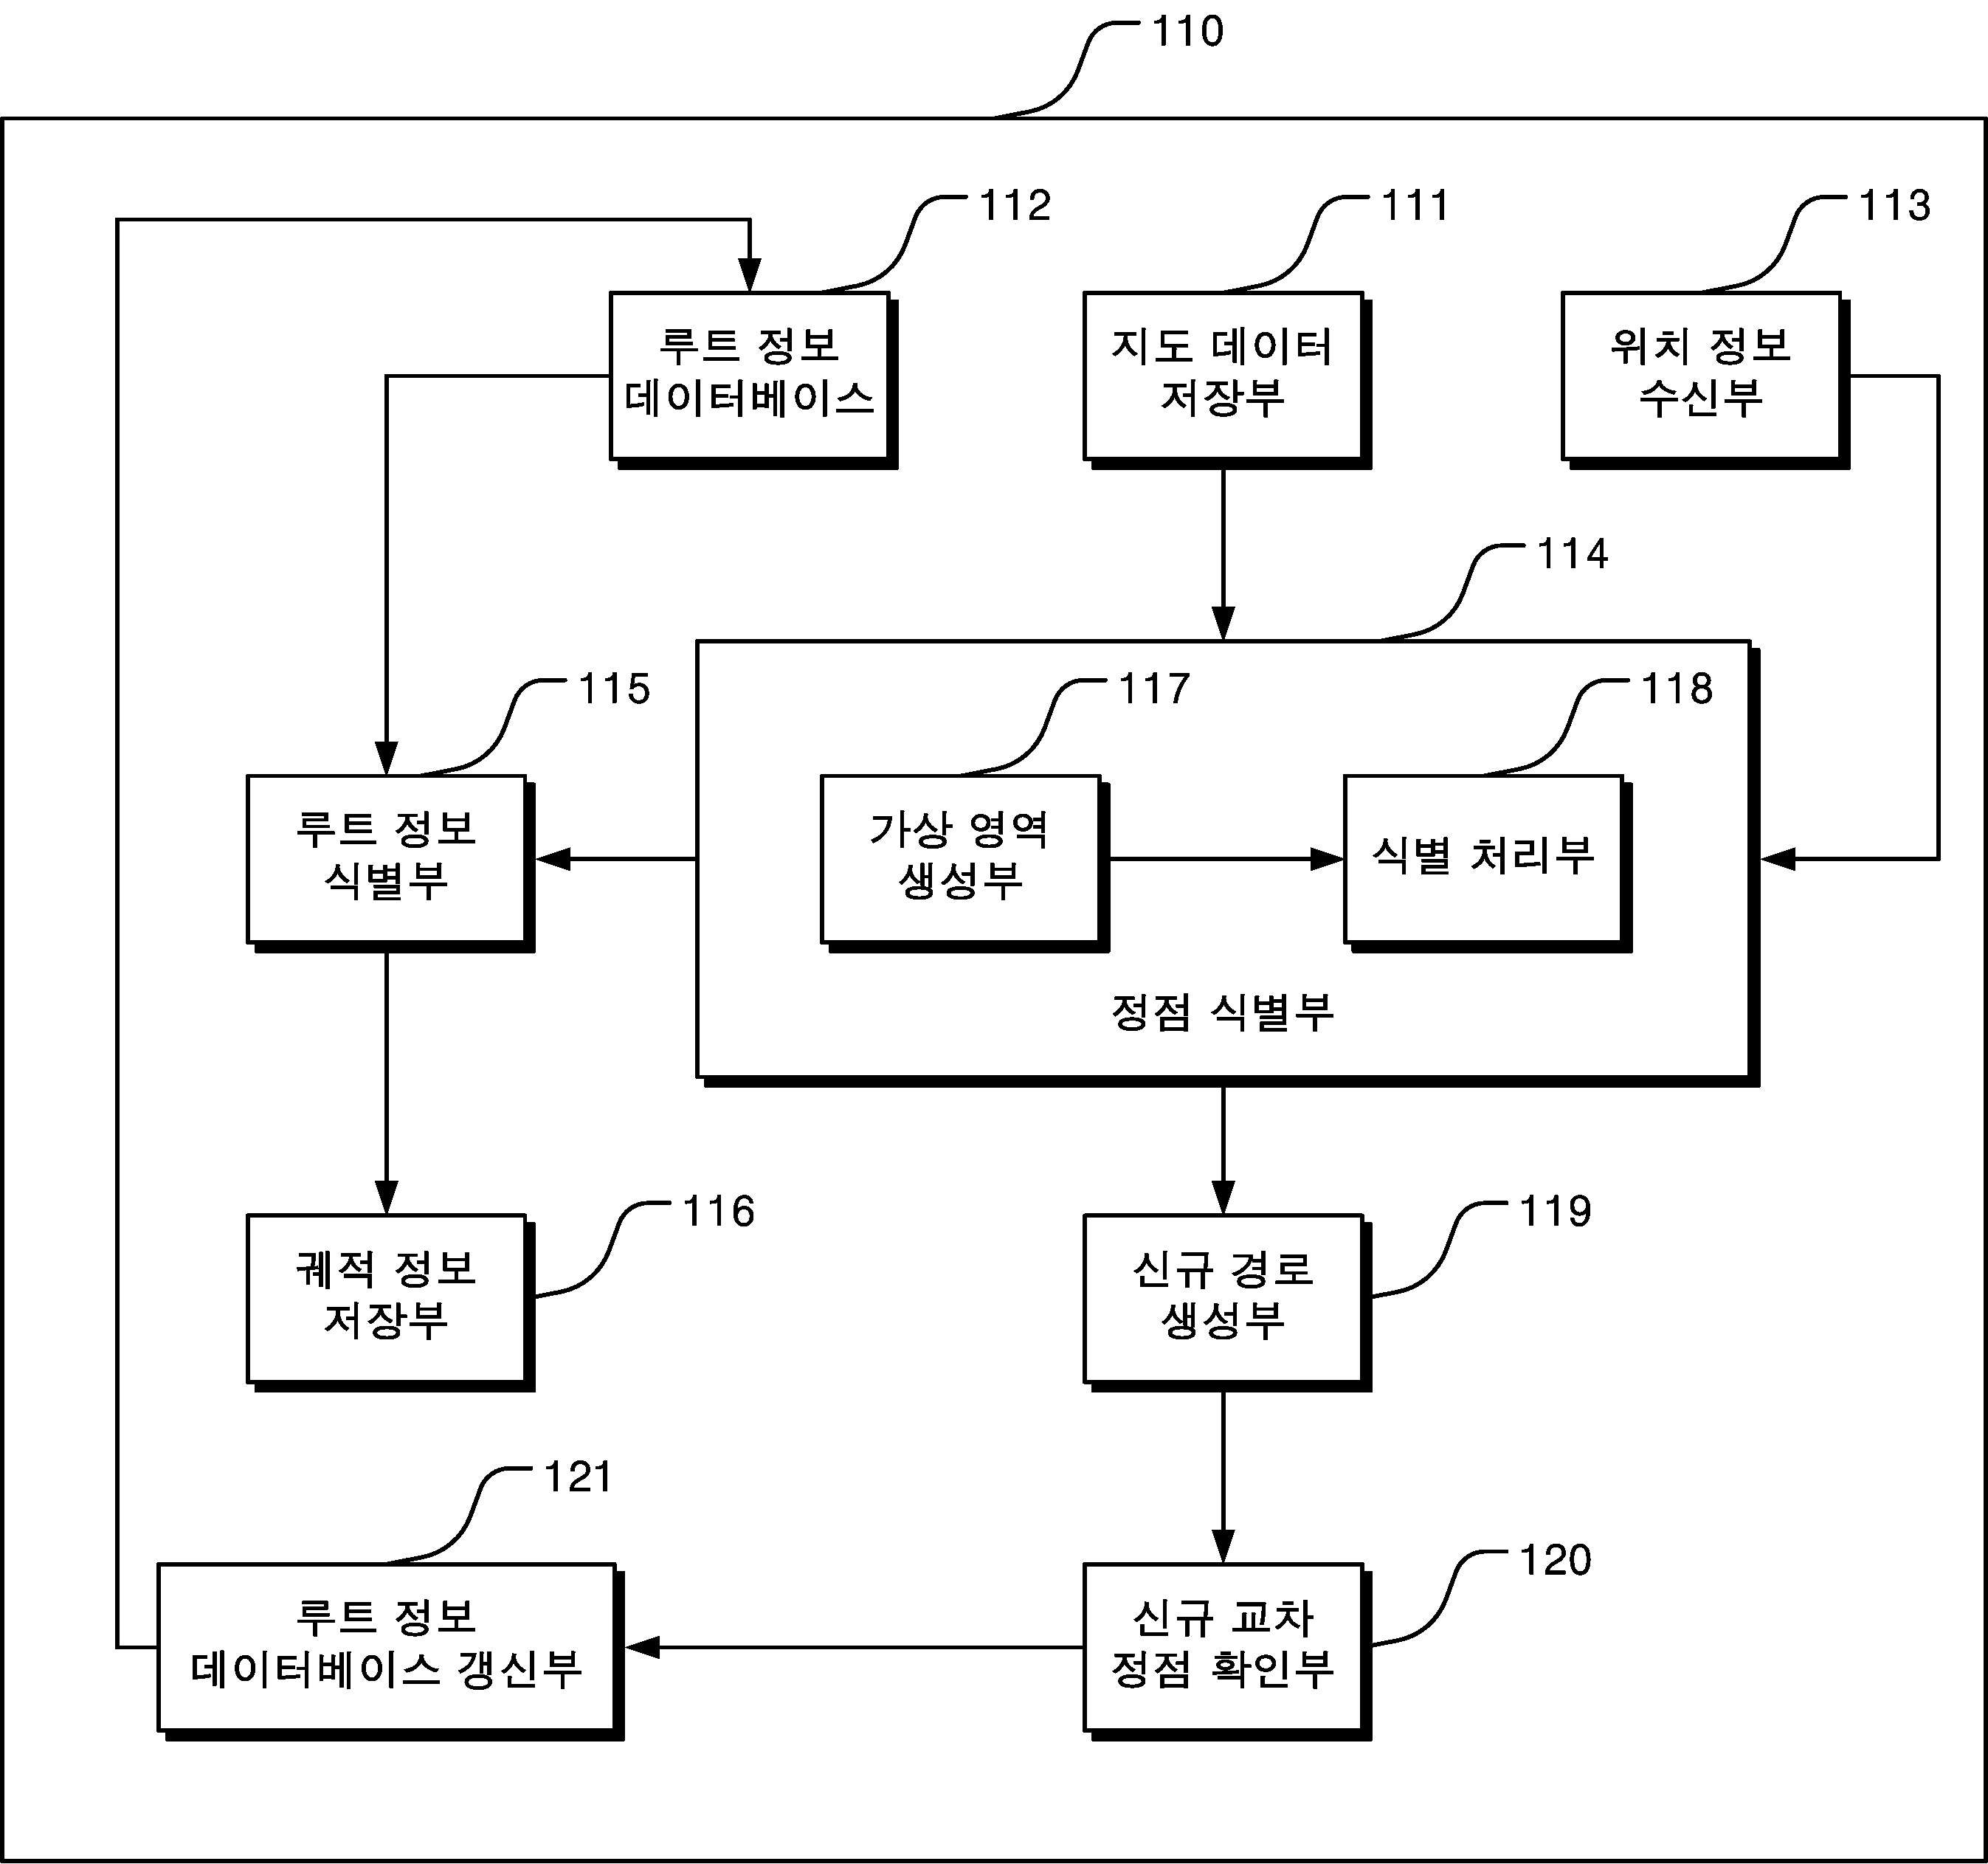 110
112
111
113
루트 정보
데이터베이스
지도 데이터
저장부
위치 정보
수신부
114
115
117
118
루트 정보
식별부
가상 영역
생성부
식별 처리부
정점 식별부
116
119
궤적 정보
저장부
신규 경로
생성부
121
120
루트 정보
데이터베이스 갱신부
신규 교차
정점 확인부